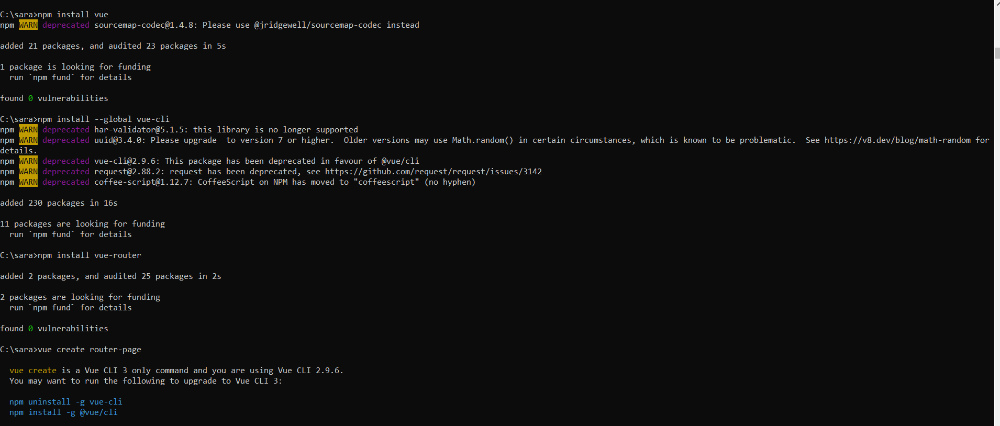 C:\sara>npm install vue
npm WARN deprecated sourcemap-codec@1.4.8: Please use @jridgewell/sourcemap-codec instead
added 21 packages, and audited 23 packages in 5s
1 package is looking for funding
  run `npm fund` for details
found 0 vulnerabilities
C:\sara>npm install --global vue-cli
npm WARN deprecated har-validator@5.1.5: this library is no longer supported
npm WARN deprecated uuid@3.4.0: Please upgrade  to version 7 or higher.  Older versions may use Math.random() in certain circumstances, which is known to be problematic.  See https://v8.dev/blog/math-random for
details.
npm WARN deprecated vue-cli@2.9.6: This package has been deprecated in favour of @vue/cli
npm WARN deprecated request@2.88.2: request has been deprecated, see https://github.com/request/request/issues/3142
npm WARN deprecated coffee-script@1.12.7: CoffeeScript on NPM has moved to "coffeescript" (no hyphen)
added 230 packages in 16s
11 packages are looking for funding
  run `npm fund` for details
C:\sara>npm install vue-router
added 2 packages, and audited 25 packages in 2s
2 packages are looking for funding
  run `npm fund` for details
found 0 vulnerabilities
C:\sara>vue create router-page
  vue create is a Vue CLI 3 only command and you are using Vue CLI 2.9.6.
  You may want to run the following to upgrade to Vue CLI 3:
  npm uninstall -g vue-cli
  npm install -g @vue/cli